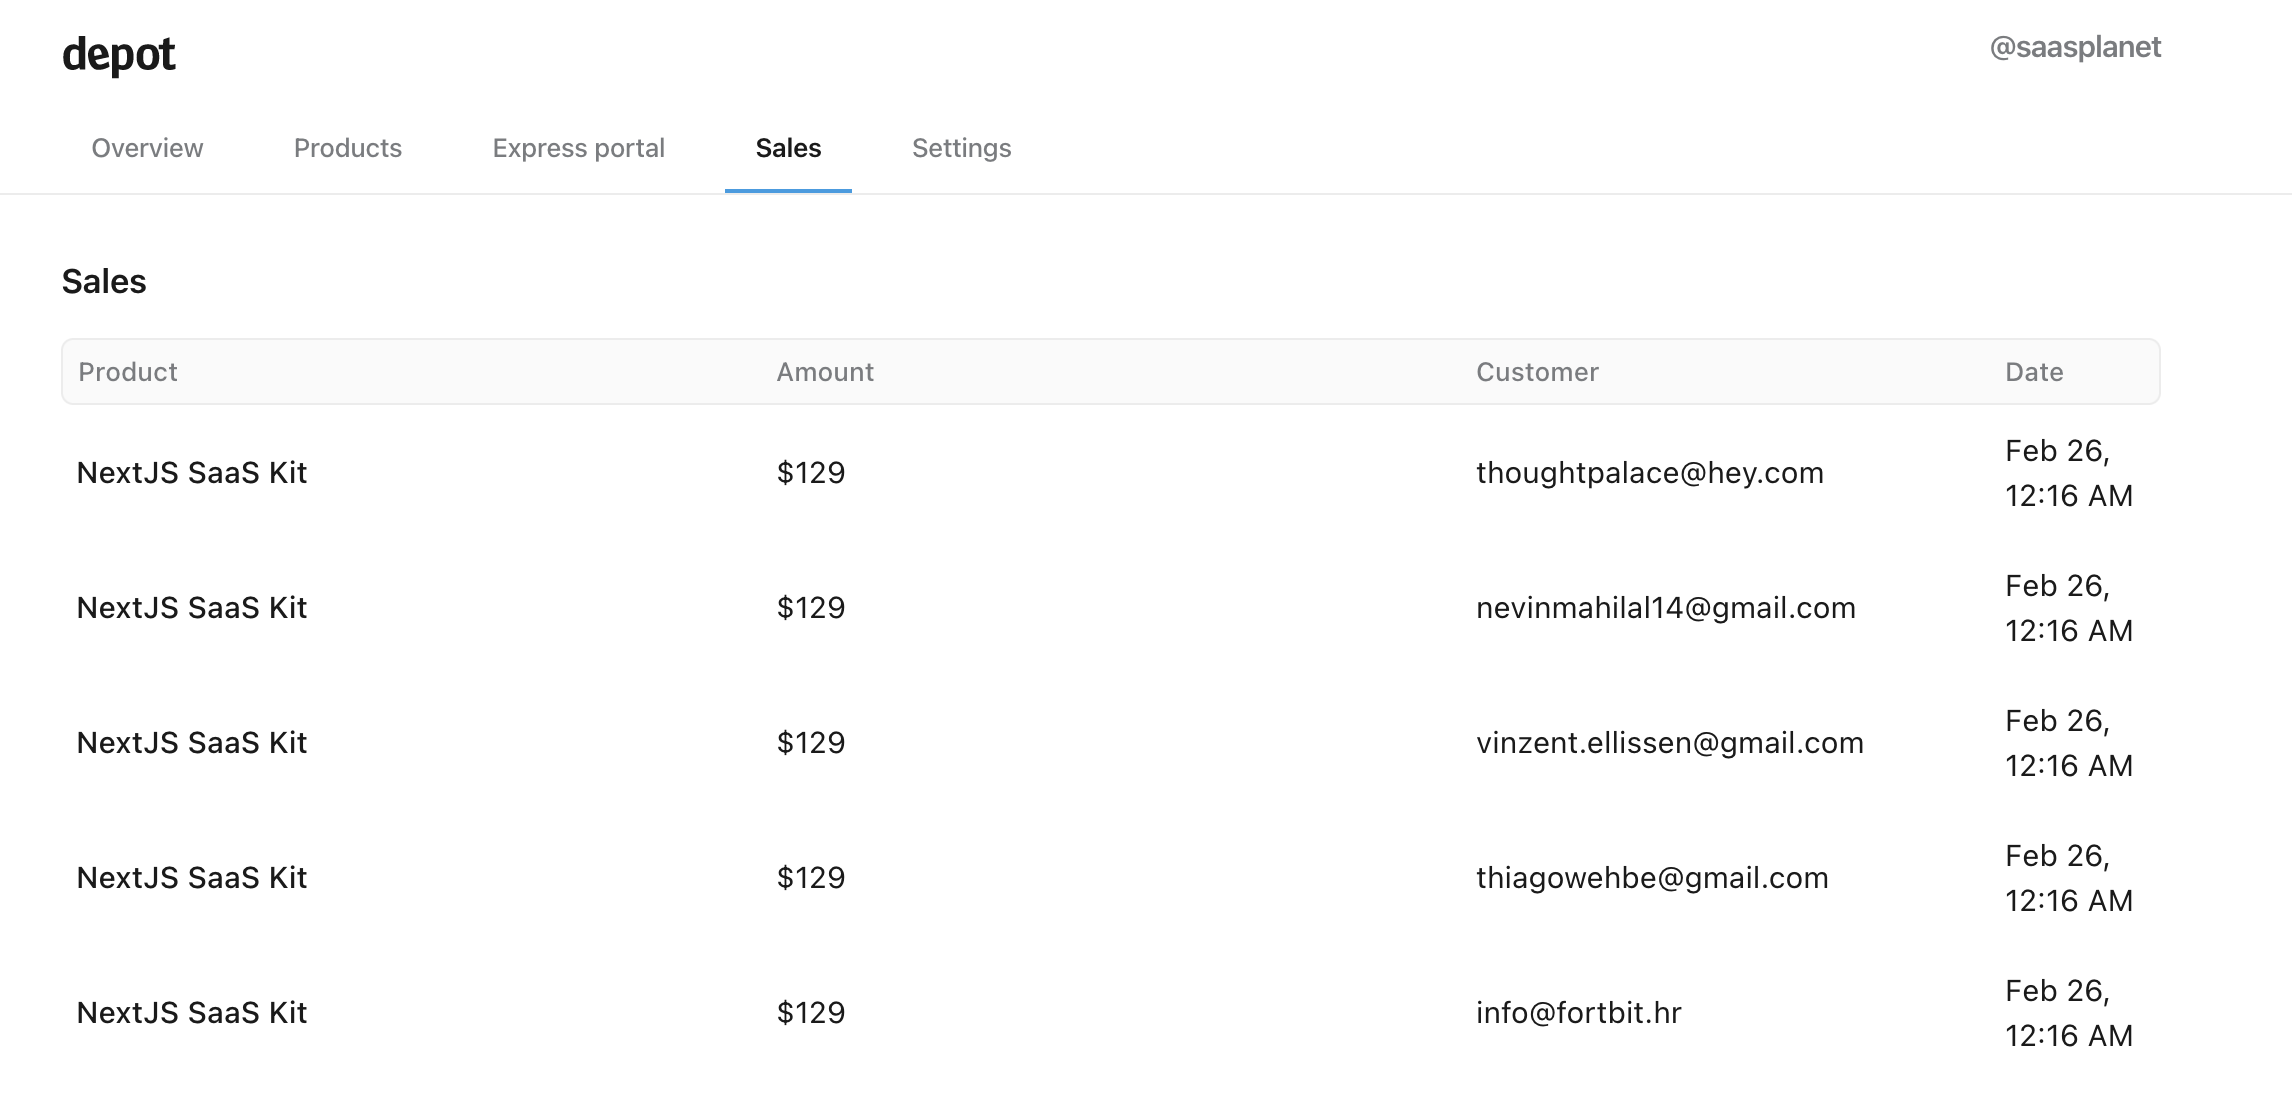 depot
@saasplanet
Overview Products Express portal Sales Settings
Sales
Product Amount Customer Date
NextJS SaaS Kit $129 thoughtpalace@hey.com Feb 26,
12:16 AM
NextJS SaaS Kit $129 nevinmahilal14@gmail.com Feb 26,
12:16 AM
NextJS SaaS Kit $129 vinzent.ellissen@gmail.com Feb 26,
12:16 AM
NextJS SaaS Kit $129 thiagowehbe@gmail.com Feb 26,
12:16 AM
NextJS SaaS Kit $129 info@fortbit.hr Feb 26,
12:16 AM